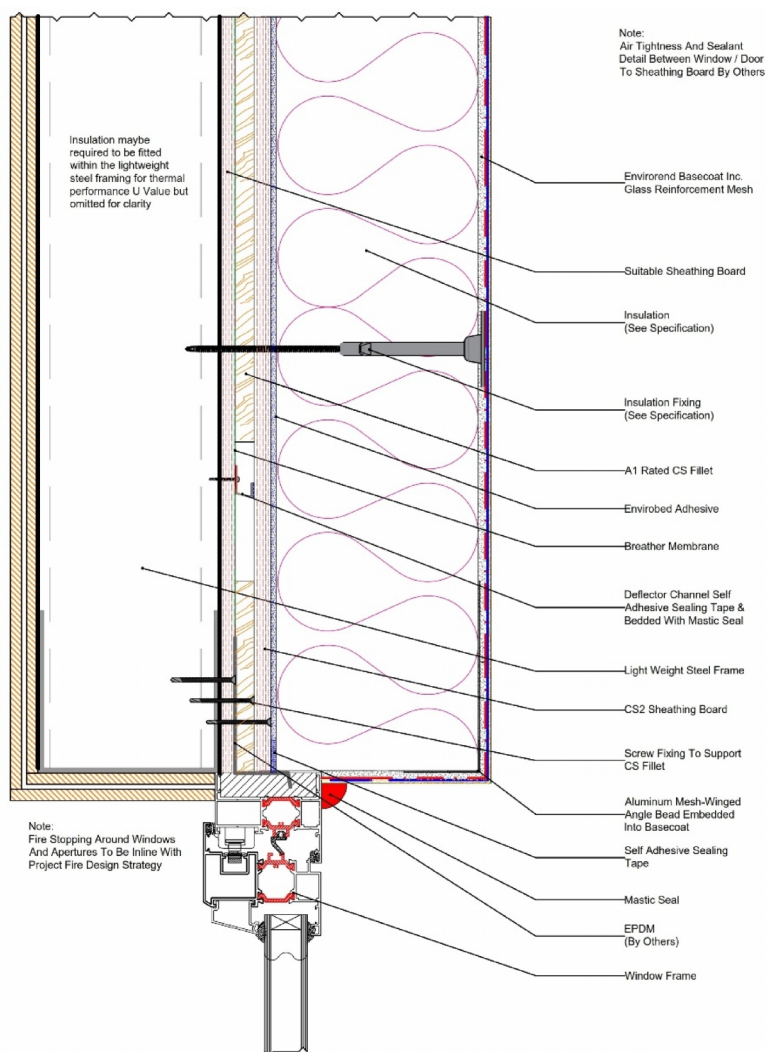 Note:
Air Tightness And Sealant
Detail Between Window / Door
To Sheathing Board By Others
Insulation maybe
required to be fitted
within the lightweight
steel framing for thermal
performance U Value but
omitted for clarity
Envirorend Basecoat Inc.
Glass Reinforcement Mesh
Suitable Sheathing Board
Insulation
(See Specification)
Insulation Fixing
(See Specification)
A1 Rated CS Fillet
Envirobed Adhesive
Breather Membrane
Deflector Channel Self
Adhesive Sealing Tape &
Bedded With Mastic Seal
Light Weight Steel Frame
CS2 Sheathing Board
Screw Fixing To Support
CS Fillet
Aluminum Mesh-Winged
Angle Bead Embedded
Into Basecoat
Self Adhesive Sealing
Tape
Mastic Seal
EPDM
(By Others)
Window Frame
Note:
Fire Stopping Around Windows
And Apertures To Be Inline With
Project Fire Design Strategy